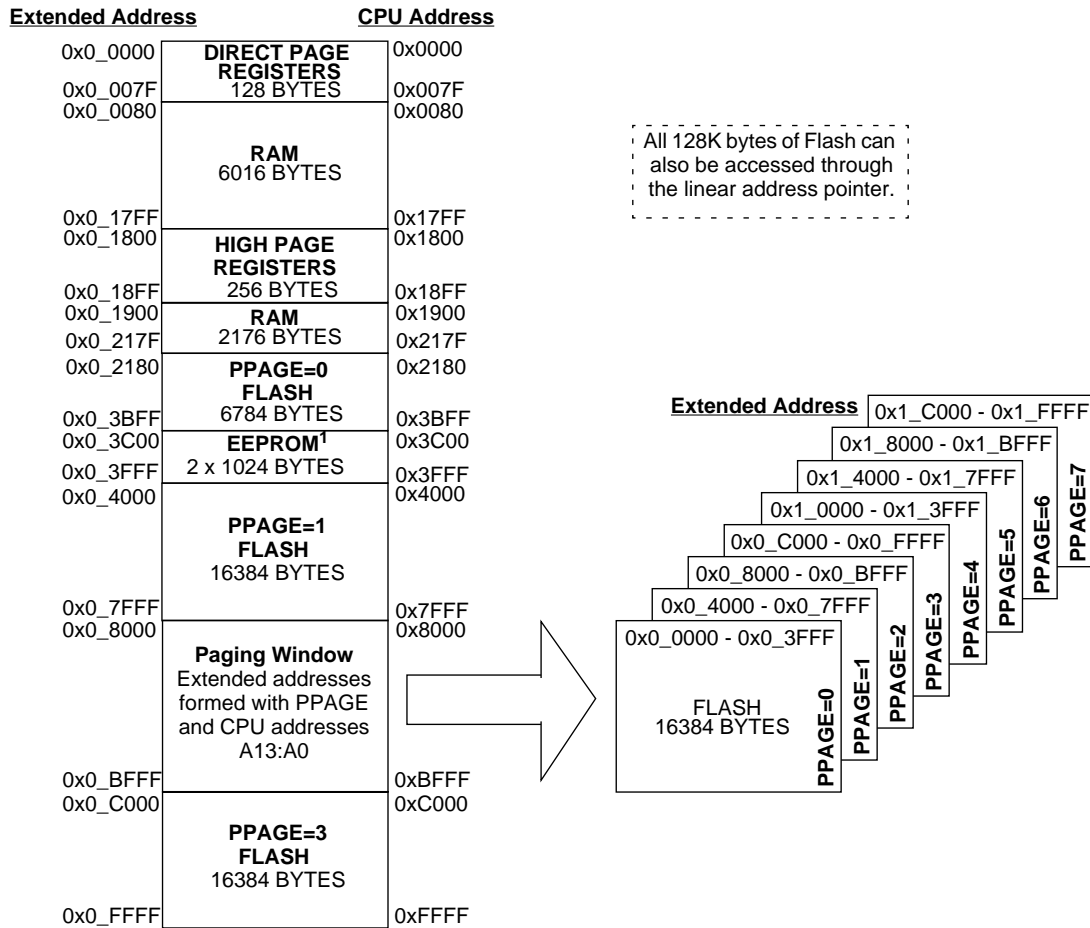 Extended Address
CPU Address
0x0_0000
DIRECT PAGE
REGISTERS
128 BYTES
0x0000
0x0_007F
0x007F
0x0_0080
0x0080
RAM
6016 BYTES
0x0_17FF
0x17FF
0x0_1800
0x1800
HIGH PAGE
REGISTERS
256 BYTES
0x0_18FF
0x18FF
0x0_1900
0x1900
RAM
2176 BYTES
0x0_217F
0x217F
0x0_2180
0x2180
PPAGE=0
FLASH
6784 BYTES
0x0_3BFF
0x3BFF
0x0_3C00
0x3C00
EEPROM1
2 x 1024 BYTES
0x0_3FFF
0x3FFF
0x0_4000
0x4000
PPAGE=1
FLASH
16384 BYTES
0x0_7FFF
0x7FFF
0x0_8000
0x8000
Paging Window
Extended addresses
formed with PPAGE
and CPU addresses
A13:A0
0x0_BFFF
0xBFFF
0x0_C000
0xC000
PPAGE=3
FLASH
16384 BYTES
0x0_FFFF
0xFFFF
All 128K bytes of Flash can
also be accessed through
the linear address pointer.
Extended Address
0x1_C000 - 0x1_FFFF
PPAGE=7
0x1_8000 - 0x1_BFFF
PPAGE=6
0x1_4000 - 0x1_7FFF
PPAGE=5
0x1_0000 - 0x1_3FFF
PPAGE=4
0x0_C000 - 0x0_FFFF
PPAGE=3
0x0_8000 - 0x0_BFFF
PPAGE=2
0x0_4000 - 0x0_7FFF
PPAGE=1
0x0_0000 - 0x0_3FFF
FLASH
16384 BYTES
PPAGE=0